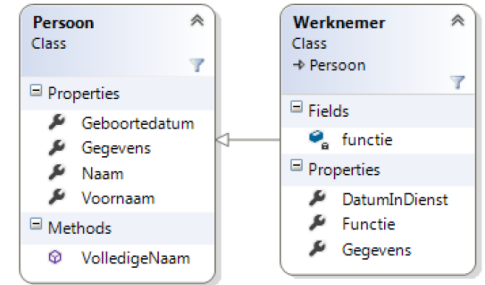 Persoon
Class
Properties
Geboortedatum
Gegevens
Naam
Voornaam
Methods
VolledigeNaam
Werknemer
Class
Persoon
Fields
functie
Properties
DatumInDienst
Functie
Gegevens